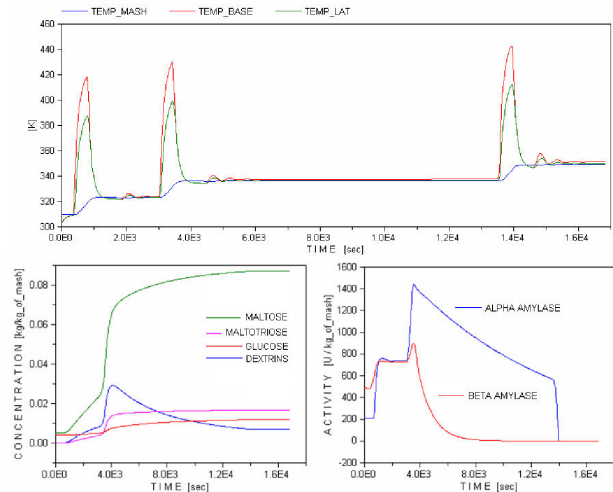 TEMP_MASH TEMP_BASE TEMP_LAT
460
440
420
400
380
360
340
320
300
[K]
0.0E0 2.0E3 4.0E3 6.0E3 8.0E3 1.0E4 1.2E4 1.4E4 1.6E4
TIME [sec]
0.08
0.06
0.04
0.02
0.00
CONCENTRATION [kg/kg_of_mash]
MALTOSE
MALTOTRIOSE
GLUCOSE
DEXTRINS
0.0E0 4.0E3 8.0E3 1.2E4 1.6E4
TIME [sec]
1600
1400
1200
1000
800
600
400
200
0
-200
ACTIVITY [U / kg_of_mash]
ALPHA AMYLASE
BETA AMYLASE
0.0E0 4.0E3 8.0E3 1.2E4 1.6E4
TIME [sec]